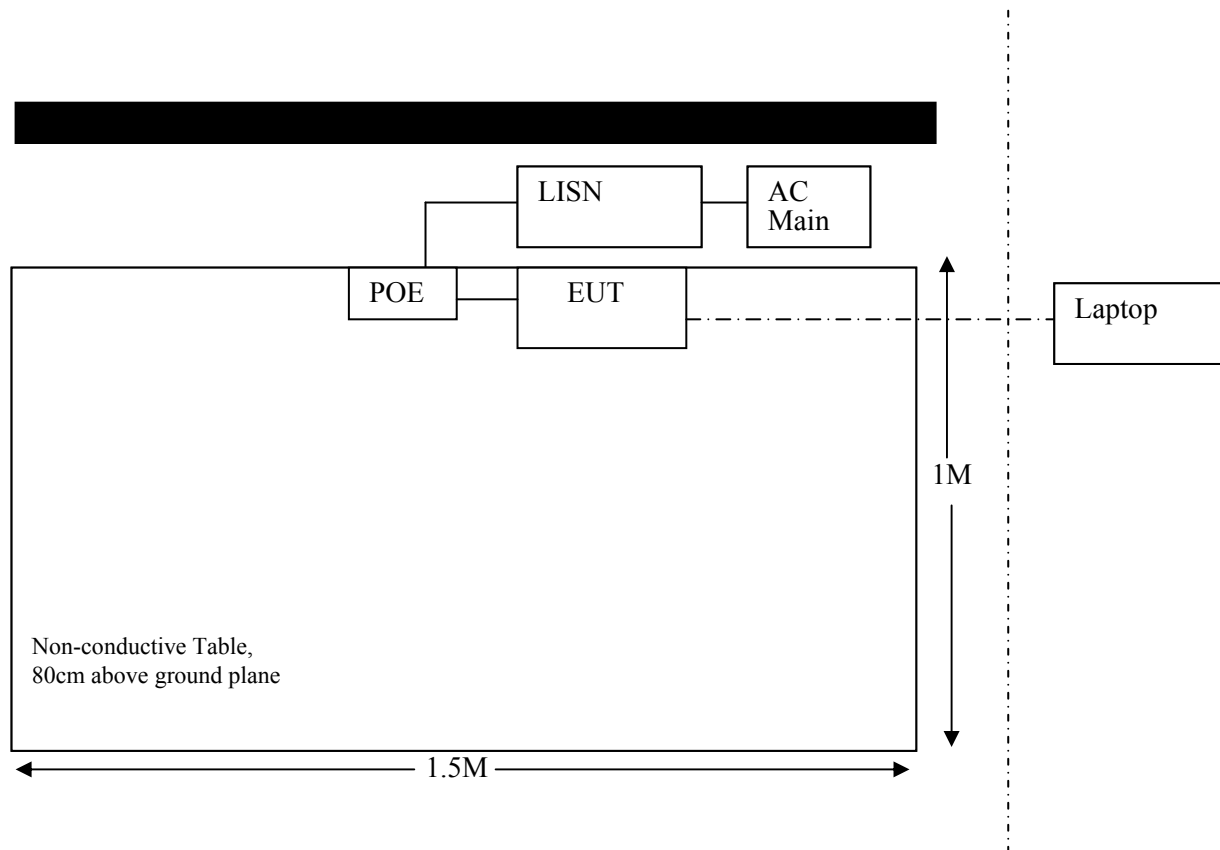 LISN
AC
Main
POE
EUT
Laptop
1M
Non-conductive Table,
80cm above ground plane
1.5M